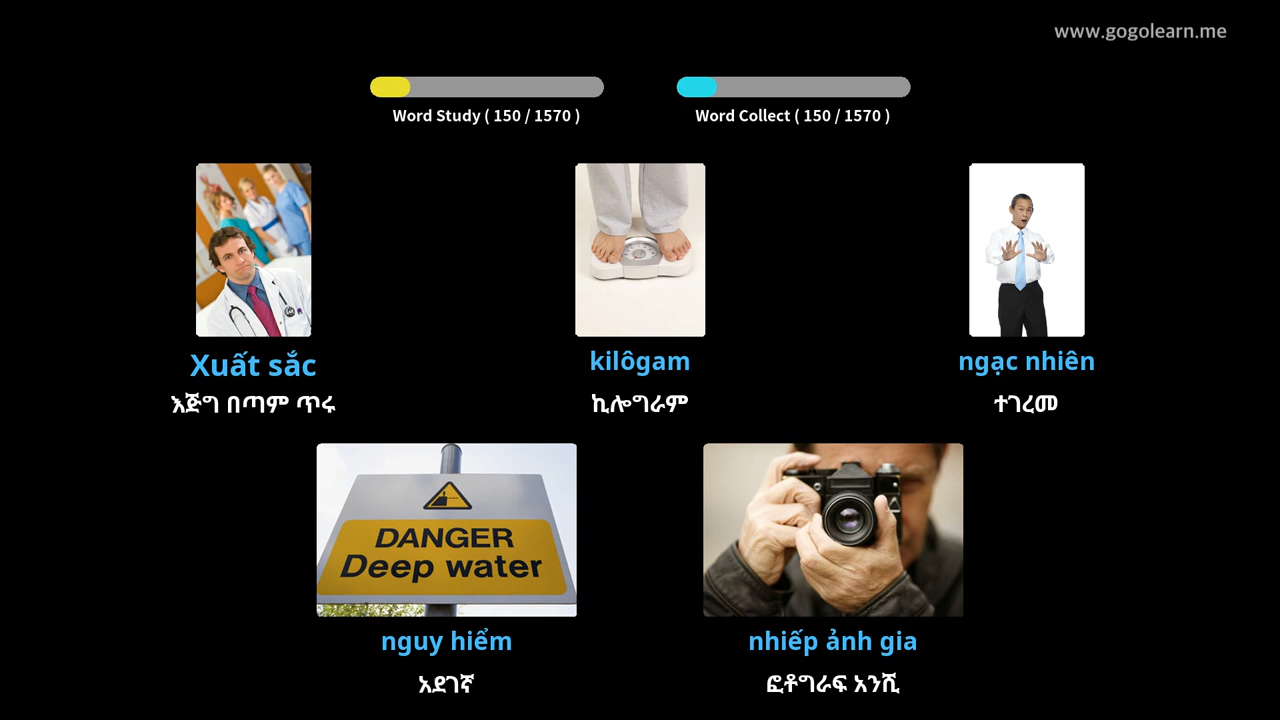 www.gogolearn.me
Word Study ( 150 / 1570 )
Word Collect ( 150 / 1570 )
Xuất sắc
እጅግ በጣም ጥሩ
kilôgam
ኪሎግራም
ngạc nhiên
ተገረመ
DANGER
Deep water
nguy hiểm
አደገኛ
nhiếp ảnh gia
ፎቶግራፍ አንሺ